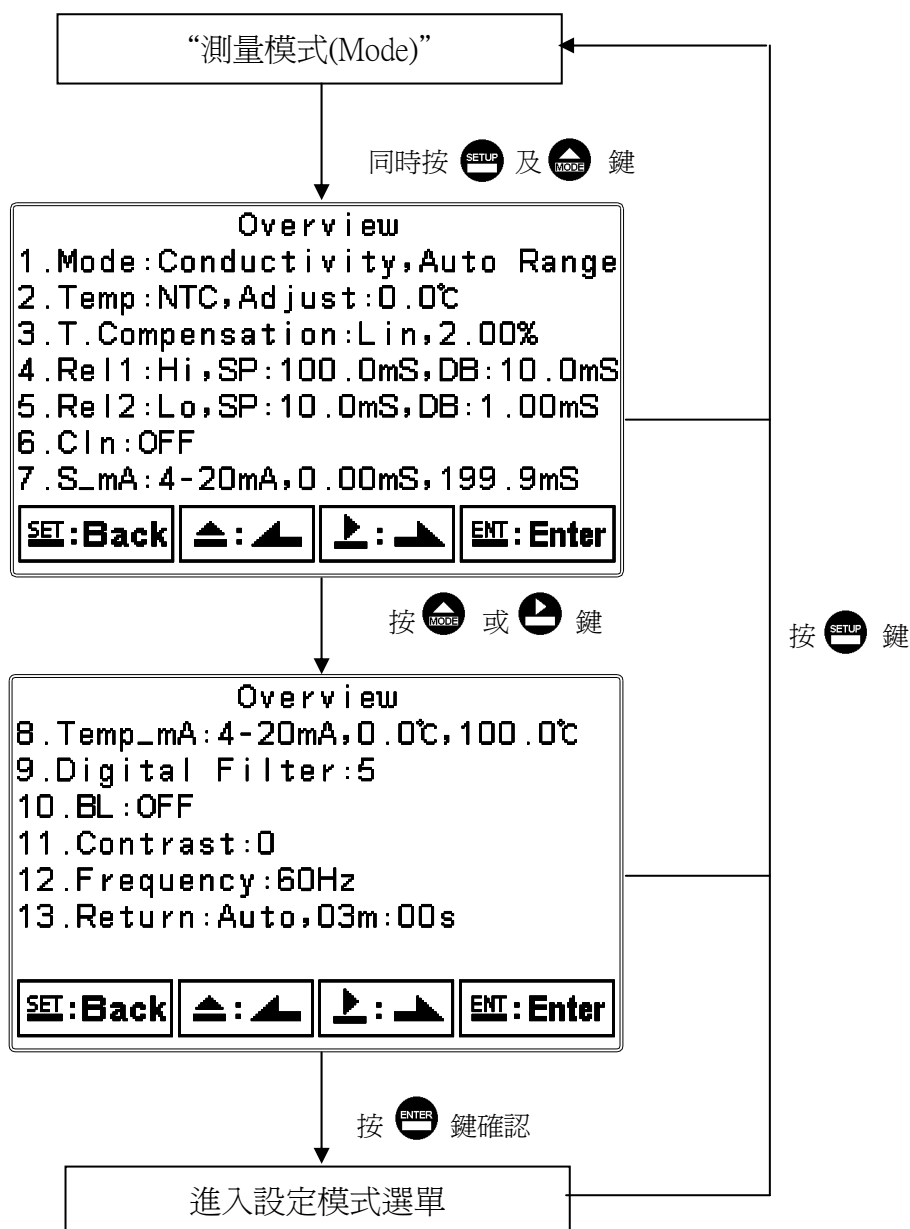 “測量模式(Mode)”
同時按 SETUP 及 MODE 鍵
Overview
1.Mode:Conductivity,Auto Range
2.Temp:NTC,Adjust:0.0℃
3.T.Compensation:Lin,2.00%
4.Rel1:Hi,SP:100.0mS,DB:10.0mS
5.Rel2:Lo,SP:10.0mS,DB:1.00mS
6.Cln:OFF
7.S_mA:4-20mA,0.00mS,199.9mS
SET:Back ENT:Enter
按 MODE 或 鍵
按 SETUP 鍵
Overview
8.Temp_mA:4-20mA,0.0℃,100.0℃
9.Digital Filter:5
10.BL:OFF
11.Contrast:0
12.Frequency:60Hz
13.Return:Auto,03m:00s
SET:Back ENT:Enter
按 ENTER 鍵確認
進入設定模式選單